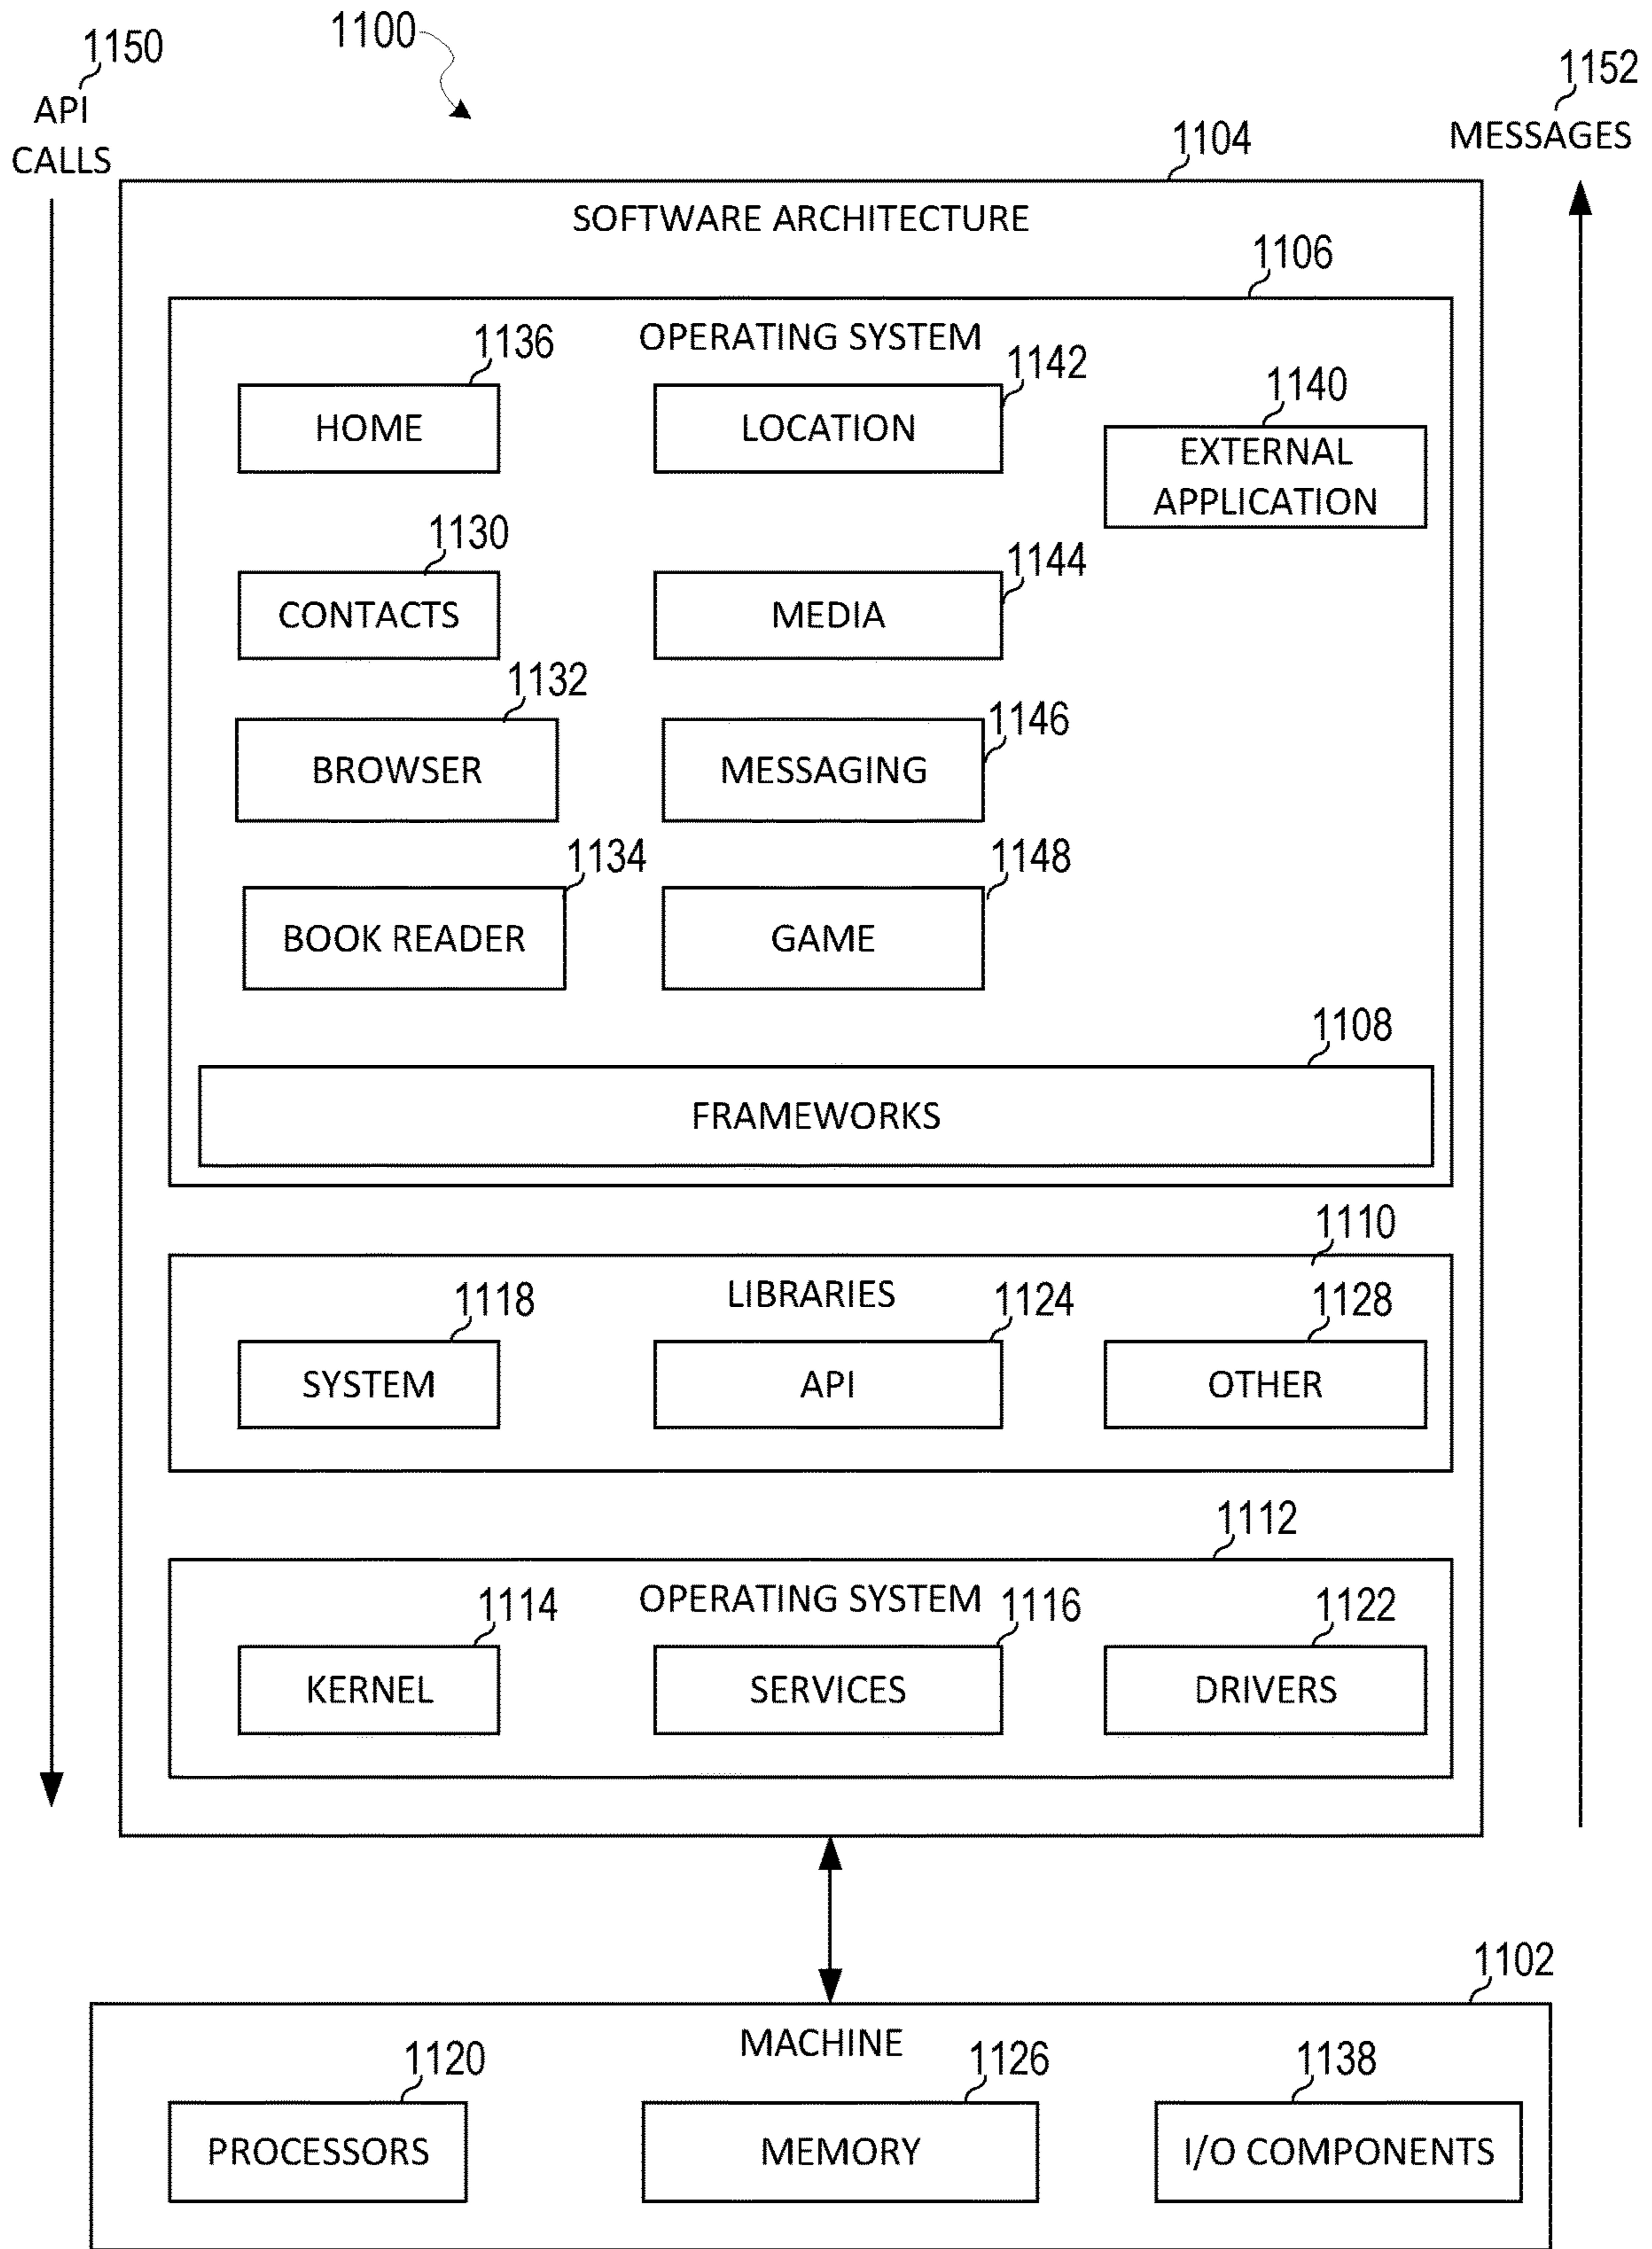 1150
API
CALLS
1100
1152
MESSAGES
1104
SOFTWARE ARCHITECTURE
1106
OPERATING SYSTEM
1136
HOME
1142
LOCATION
1140
EXTERNAL
APPLICATION
1130
CONTACTS
1144
MEDIA
1132
BROWSER
1146
MESSAGING
1134
BOOK READER
1148
GAME
1108
FRAMEWORKS
1110
LIBRARIES
1118
SYSTEM
1124
API
1128
OTHER
1112
OPERATING SYSTEM
1114
KERNEL
1116
SERVICES
1122
DRIVERS
1102
MACHINE
1120
PROCESSORS
1126
MEMORY
1138
I/O COMPONENTS